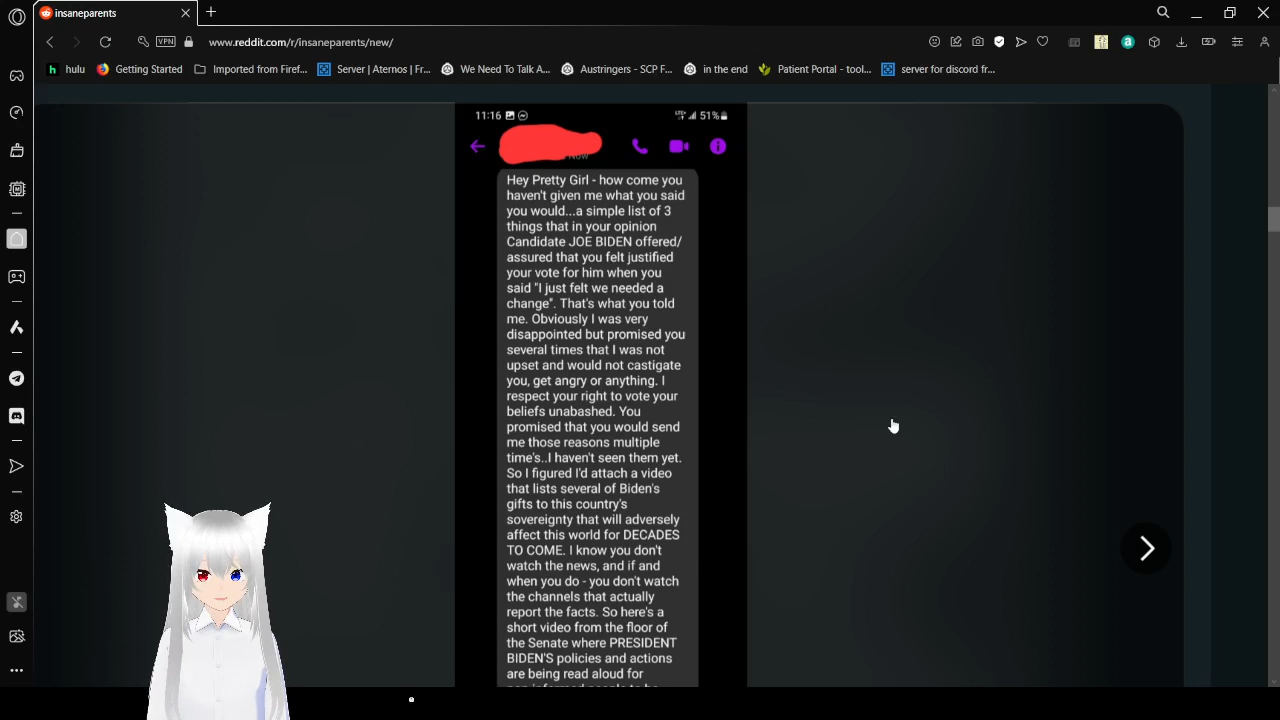 insaneparents
VPN
www.reddit.com/r/insaneparents/new/
hulu
Getting Started
Imported from Firef...
Server | Aternos | Fr...
We Need To Talk A...
Austringers - SCP F...
in the end
Patient Portal - tool...
server for discord fr...
11:16
51%
Now
Hey Pretty Girl - how come you
haven't given me what you said
you would...a simple list of 3
things that in your opinion
Candidate JOE BIDEN offered/
assured that you felt justified
your vote for him when you
said "I just felt we needed a
change". That's what you told
me. Obviously I was very
disappointed but promised you
several times that I was not
upset and would not castigate
you, get angry or anything. I
respect your right to vote your
beliefs unabashed. You
promised that you would send
me those reasons multiple
time's..I haven't seen them yet.
So I figured I'd attach a video
that lists several of Biden's
gifts to this country's
sovereignty that will adversely
affect this world for DECADES
TO COME. I know you don't
watch the news, and if and
when you do - you don't watch
the channels that actually
report the facts. So here's a
short video from the floor of
the Senate where PRESIDENT
BIDEN'S policies and actions
are being read aloud for